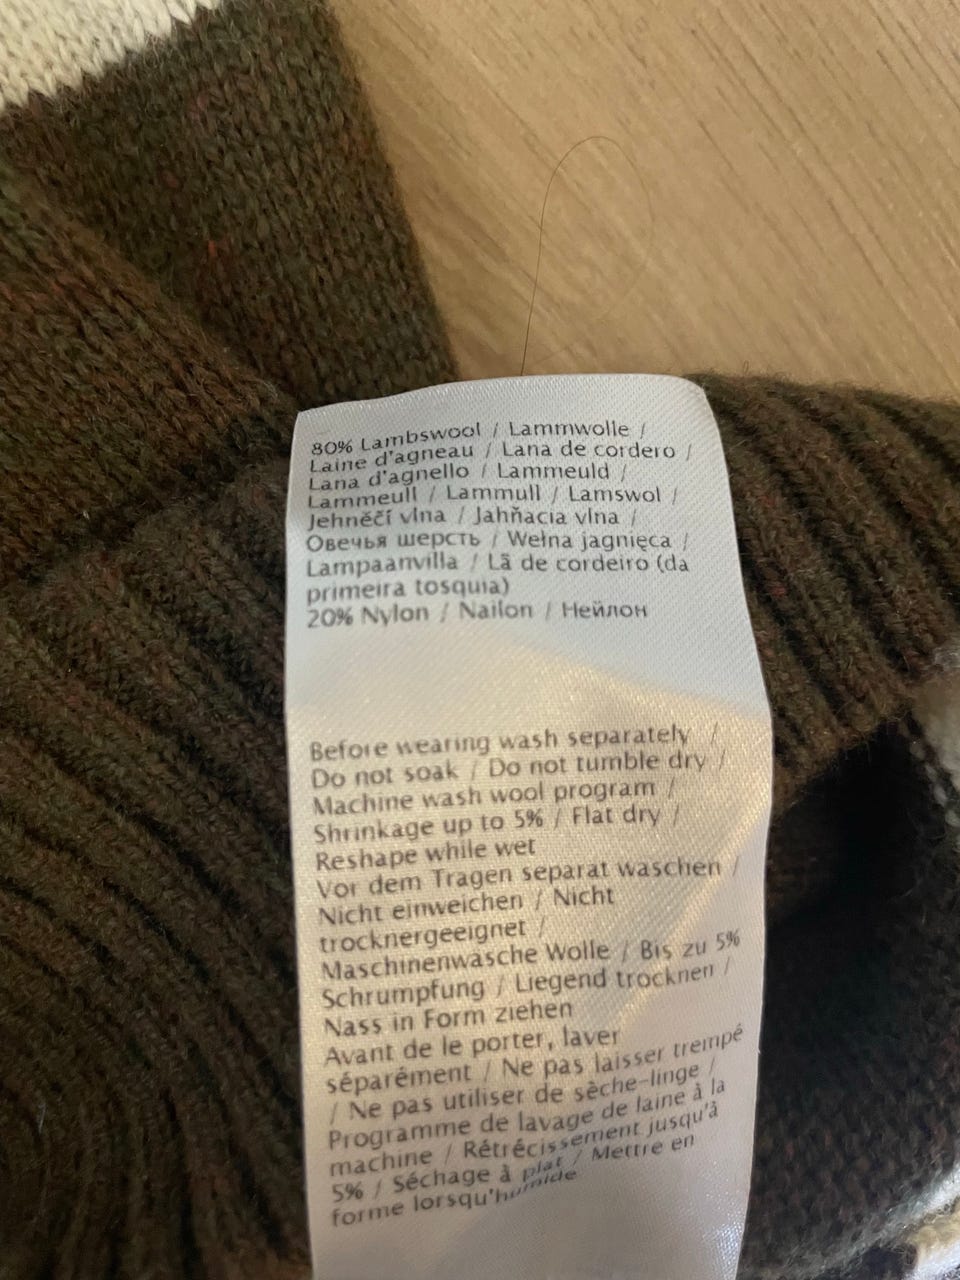 80% Lambswool / Lammwolle /
Laine d'agneau / Lana de cordero /
Lana d'agnello / Lammeuld /
Lammeull / Lammull / Lamswol /
Jehněčí vlna / Jahňacia vlna /
Овечья шерсть / Wełna jagnięca /
Lampaanvilla / Lã de cordeiro (da
primeira tosquia)
20% Nylon / Nailon / Нейлон
Before wearing wash separately /
Do not soak / Do not tumble dry /
Machine wash wool program /
Shrinkage up to 5% / Flat dry /
Reshape while wet
Vor dem Tragen separat waschen /
Nicht einweichen / Nicht
trocknergeeignet /
Maschinenwäsche Wolle / Bis zu 5%
Schrumpfung / Liegend trocknen /
Nass in Form ziehen
Avant de le porter, laver
séparément / Ne pas laisser trempé
/ Ne pas utiliser de sèche-linge /
Programme de lavage de laine à la
machine / Rétrécissement jusqu'à
5% / Séchage à plat / Mettre en
forme lorsqu'humide